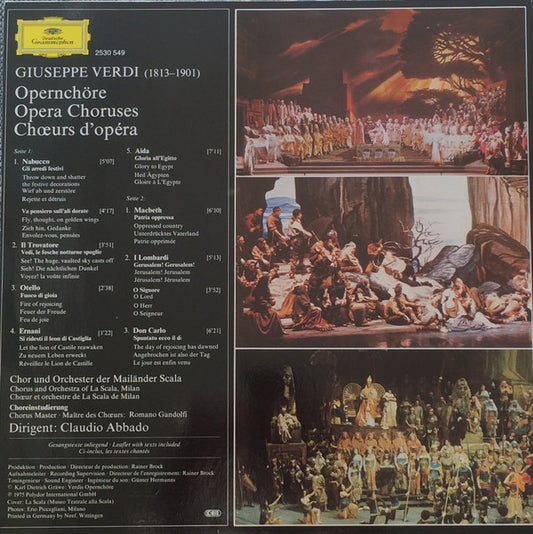 Deutsche
Grammophon
2530 549
GIUSEPPE VERDI (1813–1901)
Opernchöre
Opera Choruses
Chœurs d'opéra
Seite 1:
1. Nabucco [5'07]
Gli arredi festivi
Throw down and shatter
the festive decorations
Wirf ab und zerstöre
Rejette et détruis
Va pensiero sull'ali dorate [4'17]
Fly, thought, on golden wings
Zieh hin, Gedanke
Envolez-vous, pensées
2. Il Trovatore [3'51]
Vedi, le fosche notturne spoglie
See! The huge, vaulted sky casts off
Sieh! Die nächtlichen Dunkel
Voyez! la voûte infinie
3. Otello [2'38]
Fuoco di gioia
Fire of rejoicing
Feuer der Freude
Feu de joie
4. Ernani [1'22]
Si ridesti il leon di Castiglia
Let the lion of Castile reawaken
Zu neuem Leben erweckt
Réveillez le Lion de Castille
5. Aida [7'11]
Gloria all'Egitto
Glory to Egypt
Heil Ägypten
Gloire à L'Egypte
Seite 2:
1. Macbeth [6'10]
Patria oppressa
Oppressed country
Unterdrücktes Vaterland
Patrie opprimée
2. I Lombardi [5'13]
Gerusalem! Gerusalem!
Jerusalem! Jerusalem
Jérusalem! Jérusalem
O Signore [3'52]
O Lord
O Herr
O Seigneur
3. Don Carlo [6'21]
Spuntato ecco il dì
The day of rejoicing has dawned
Angebrochen ist also der Tag
Le jour est enfin venu
Chor und Orchester der Mailänder Scala
Chorus and Orchestra of La Scala, Milan
Chœur et orchestre de La Scala de Milan
Choreinstudierung
Chorus Master · Maître des Chœurs: Romano Gandolfi
Dirigent: Claudio Abbado
Gesangstexte inliegend · Leaflet with texts included
Ci-inclus, les textes chantés
Produktion · Production · Directeur de production: Rainer Brock
Aufnahmeleiter · Recording Supervision · Directeur de l'enregistrement: Rainer Brock
Toningenieur · Sound Engineer · Ingénieur du son: Günter Hermanns
© Karl Dietrich Gräwe: Verdis Opernchöre
℗ 1975 Polydor International GmbH
Cover: La Scala (Museo Teatrale alla Scala)
Photos: Erio Piccagliani, Milano
Printed in Germany by Neef, Wittingen